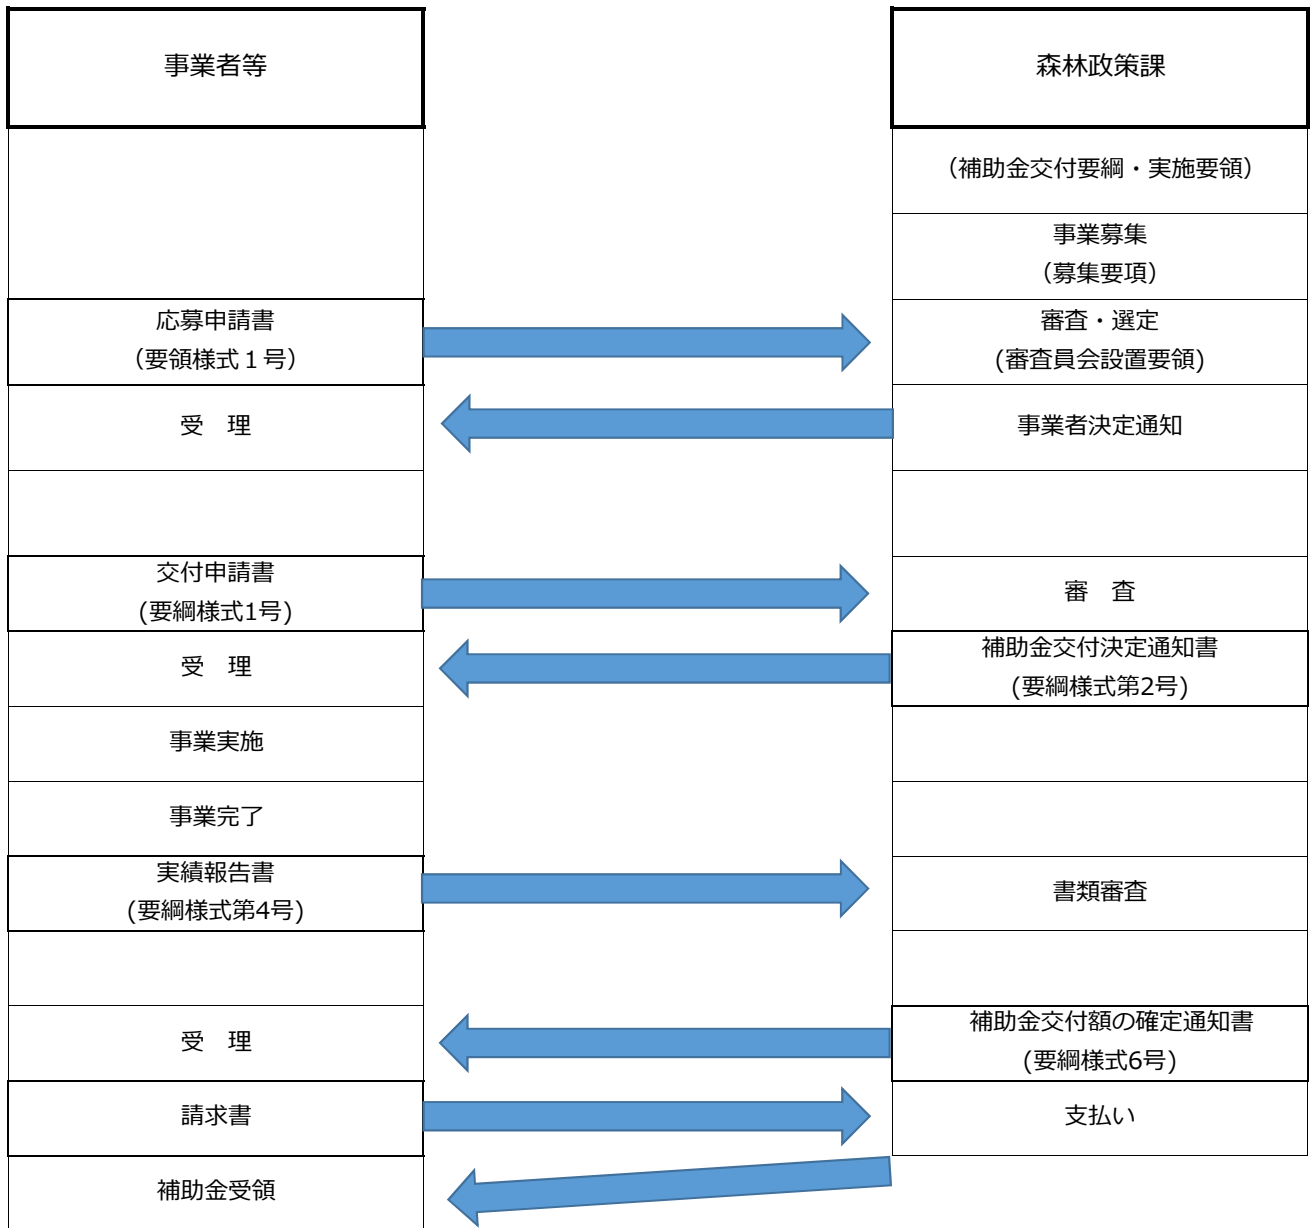 事業者等
森林政策課
（補助金交付要綱・実施要領）
事業募集
（募集要項）
応募申請書
（要領様式１号）
審査・選定
(審査員会設置要領)
受　理
事業者決定通知
交付申請書
(要綱様式1号)
審　査
受　理
補助金交付決定通知書
(要綱様式第2号)
事業実施
事業完了
実績報告書
(要綱様式第4号)
書類審査
受　理
補助金交付額の確定通知書
(要綱様式6号)
請求書
支払い
補助金受領